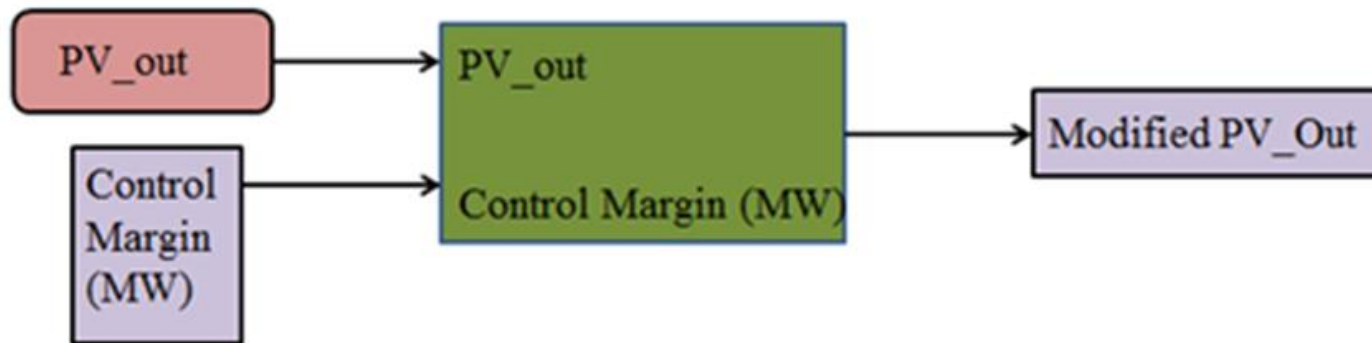 PV_out
Control
Margin
(MW)
PV_out
Control Margin (MW)
Modified PV_Out